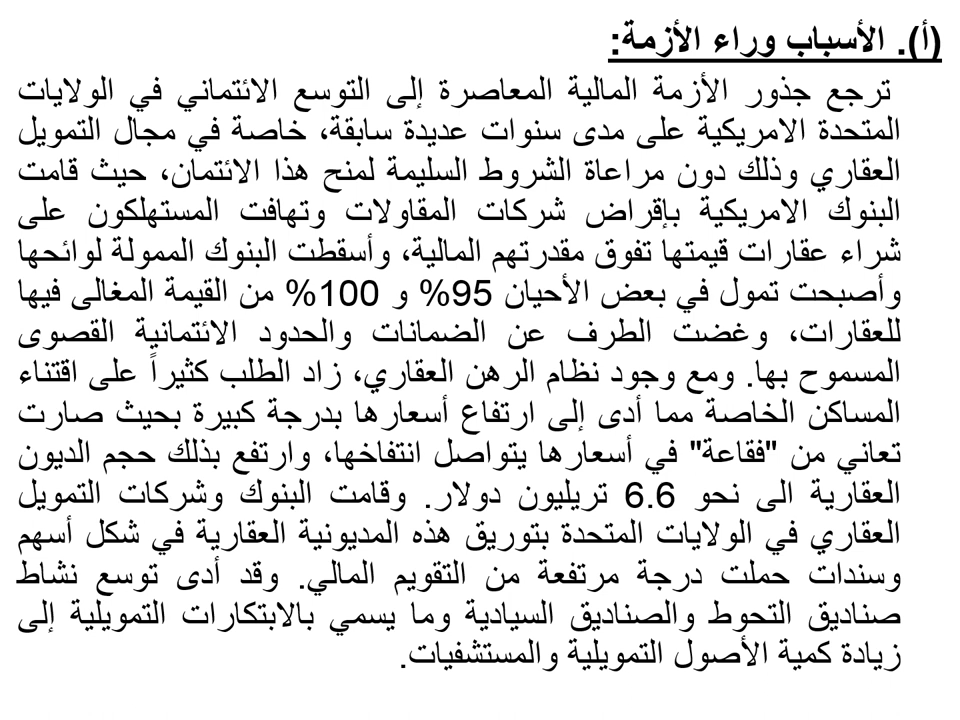 (أ). الأسباب وراء الأزمة:
ترجع جذور الأزمة المالية المعاصرة إلى التوسع الائتماني في الولايات
المتحدة الامريكية على مدى سنوات عديدة سابقة، خاصة في مجال التمويل
العقاري وذلك دون مراعاة الشروط السليمة لمنح هذا الائتمان، حيث قامت
البنوك الامريكية بإقراض شركات المقاولات وتهافت المستهلكون على
شراء عقارات قيمتها تفوق مقدرتهم المالية، وأسقطت البنوك الممولة لوائحها
وأصبحت تمول في بعض الأحيان 95% و 100% من القيمة المغالى فيها
للعقارات، وغضت الطرف عن الضمانات والحدود الائتمانية القصوى
المسموح بها. ومع وجود نظام الرهن العقاري، زاد الطلب كثيراً على اقتناء
المساكن الخاصة مما أدى إلى ارتفاع أسعارها بدرجة كبيرة بحيث صارت
تعاني من "فقاعة" في أسعارها يتواصل انتفاخها، وارتفع بذلك حجم الديون
العقارية الى نحو 6.6 تريليون دولار. وقامت البنوك وشركات التمويل
العقاري في الولايات المتحدة بتوريق هذه المديونية العقارية في شكل أسهم
وسندات حملت درجة مرتفعة من التقويم المالي. وقد أدى توسع نشاط
صناديق التحوط والصناديق السيادية وما يسمي بالابتكارات التمويلية إلى
زيادة كمية الأصول التمويلية والمستشفيات.